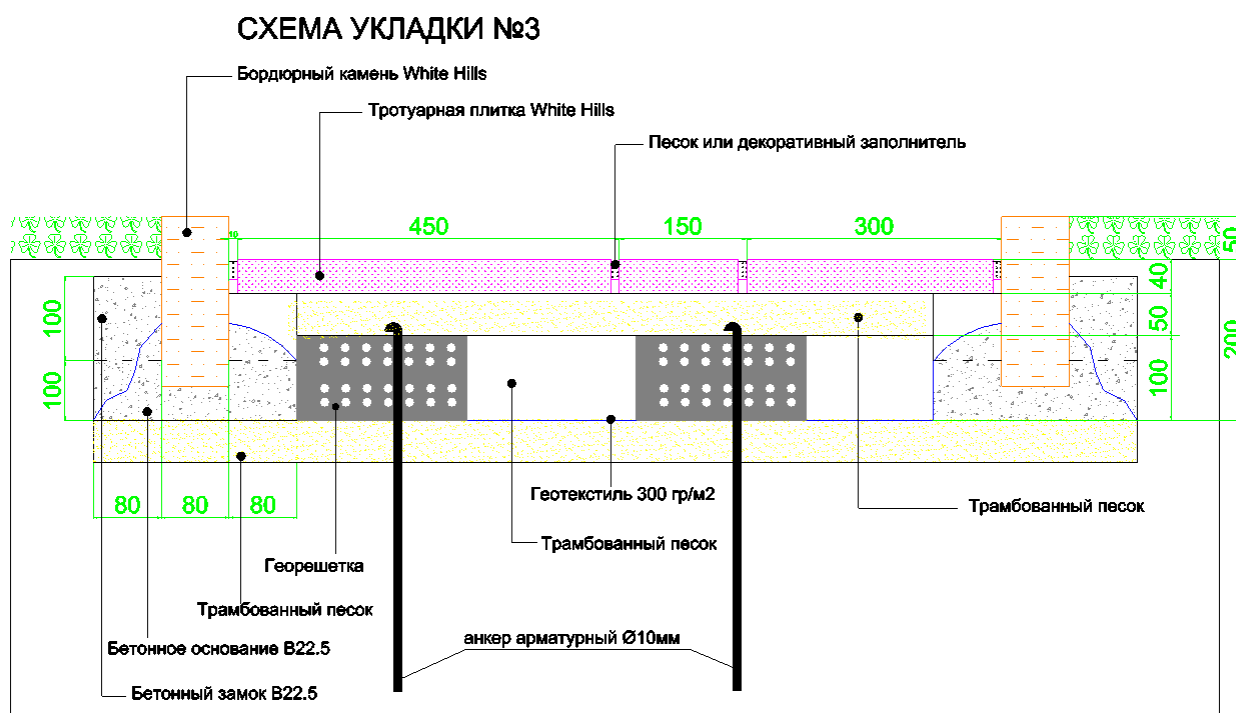 СХЕМА УКЛАДКИ №3
Бордюрный камень White Hills
Тротуарная плитка White Hills
Песок или декоративный заполнитель
10
450
150
300
50
100
40
50
200
100
100
80
80
80
Геотекстиль 300 гр/м2
Трамбованный песок
Трамбованный песок
Георешетка
Трамбованный песок
анкер арматурный Ø10мм
Бетонное основание В22.5
Бетонный замок В22.5